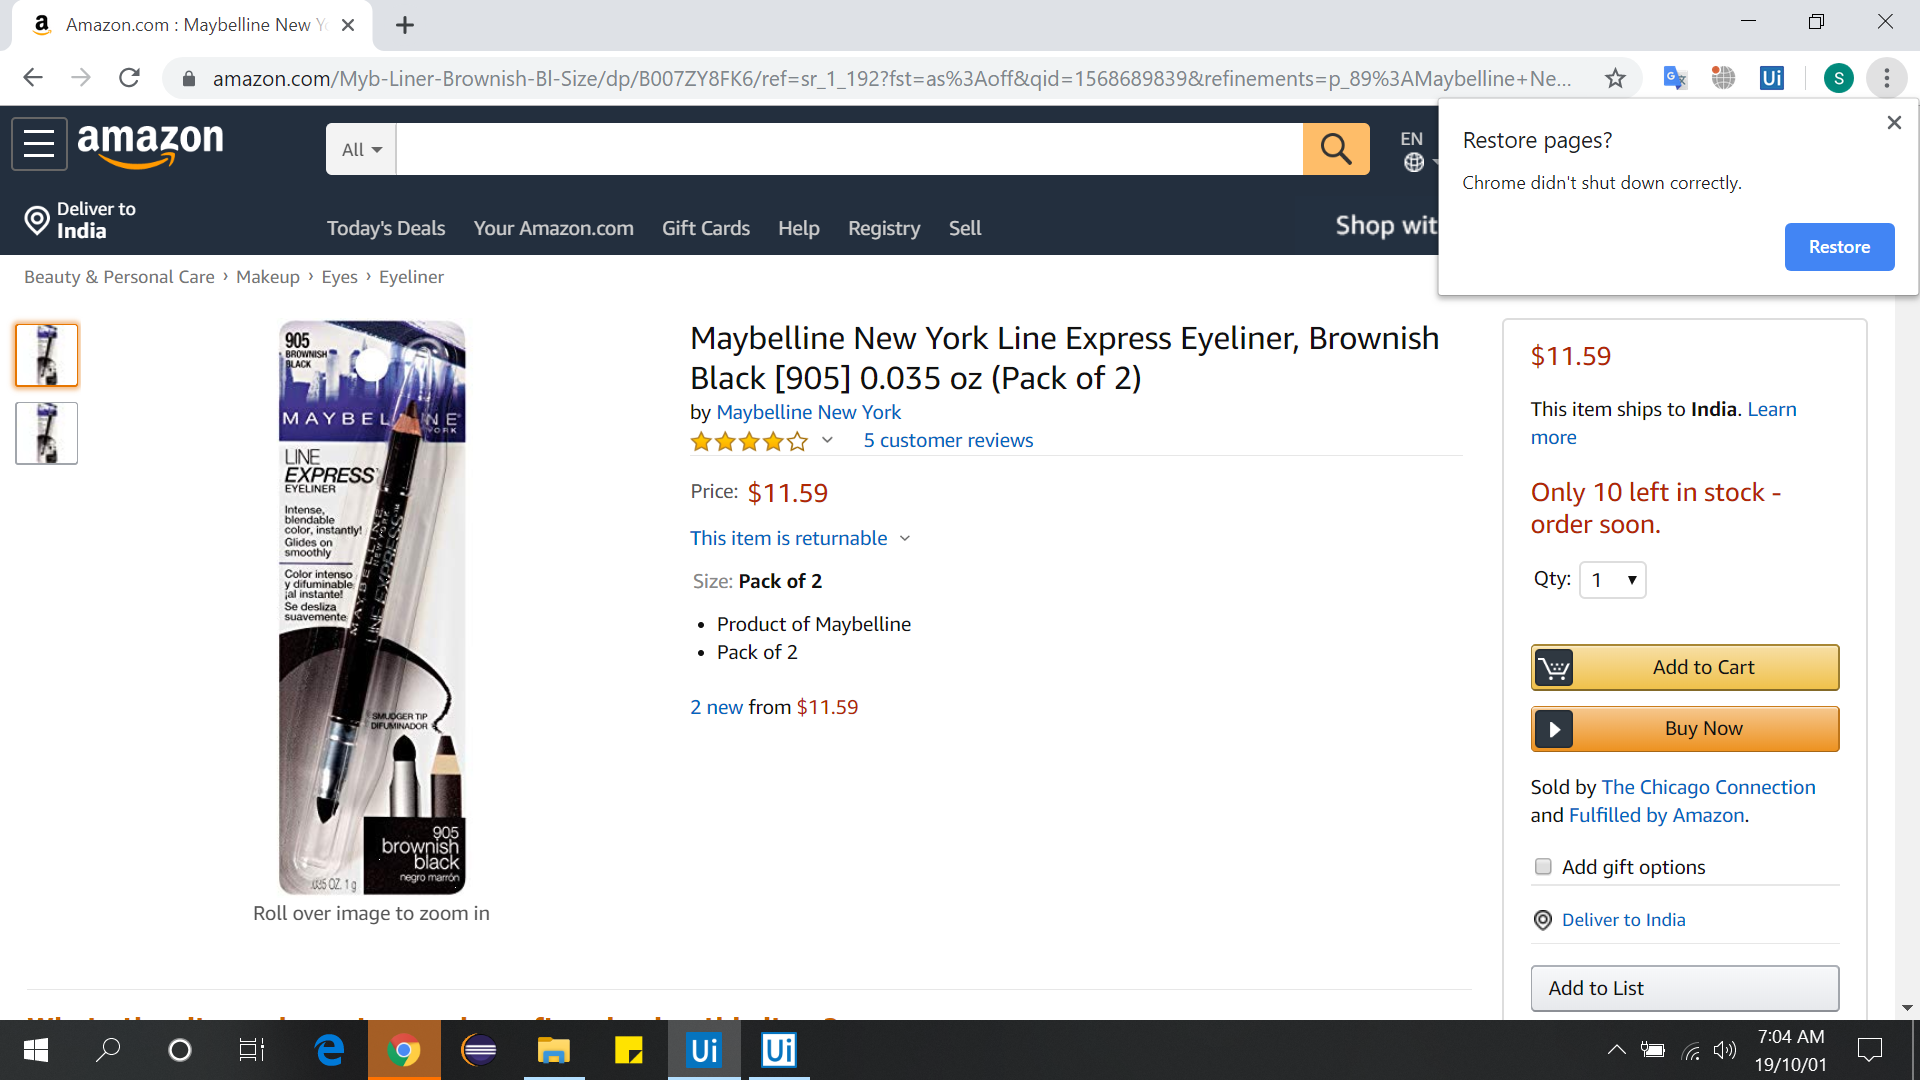 Amazon.com : Maybelline New Y
amazon.com/Myb-Liner-Brownish-Bl-Size/dp/B007ZY8FK6/ref=sr_1_192?fst=as%3Aoff&qid=1568689839&refinements=p_89%3AMaybelline+Ne...
Ui
S
Restore pages?
Chrome didn't shut down correctly.
Restore
amazon
All
EN
Deliver to
India
Today's Deals
Your Amazon.com
Gift Cards
Help
Registry
Sell
Shop wit
Beauty & Personal Care › Makeup › Eyes › Eyeliner
905
BROWNISH
BLACK
MAYBELLINE
YORK
LINE
EXPRESS
EYELINER
Intense,
blendable
color, instantly!
Glides on
smoothly
Color intenso
y difuminable
¡al instante!
Se desliza
suavemente
MAYBELLINE
NEW YORK
LINE EXPRESS
SMUDGER TIP
DIFUMINADOR
905
brownish
black
negro marrón
.035 OZ. 1 g
Roll over image to zoom in
Maybelline New York Line Express Eyeliner, Brownish
Black [905] 0.035 oz (Pack of 2)
by Maybelline New York
5 customer reviews
Price: $11.59
This item is returnable
Size: Pack of 2
• Product of Maybelline
• Pack of 2
2 new from $11.59
$11.59
This item ships to India. Learn
more
Only 10 left in stock -
order soon.
Qty: 1
Add to Cart
Buy Now
Sold by The Chicago Connection
and Fulfilled by Amazon.
Add gift options
Deliver to India
Add to List
Ui
Ui
7:04 AM
19/10/01